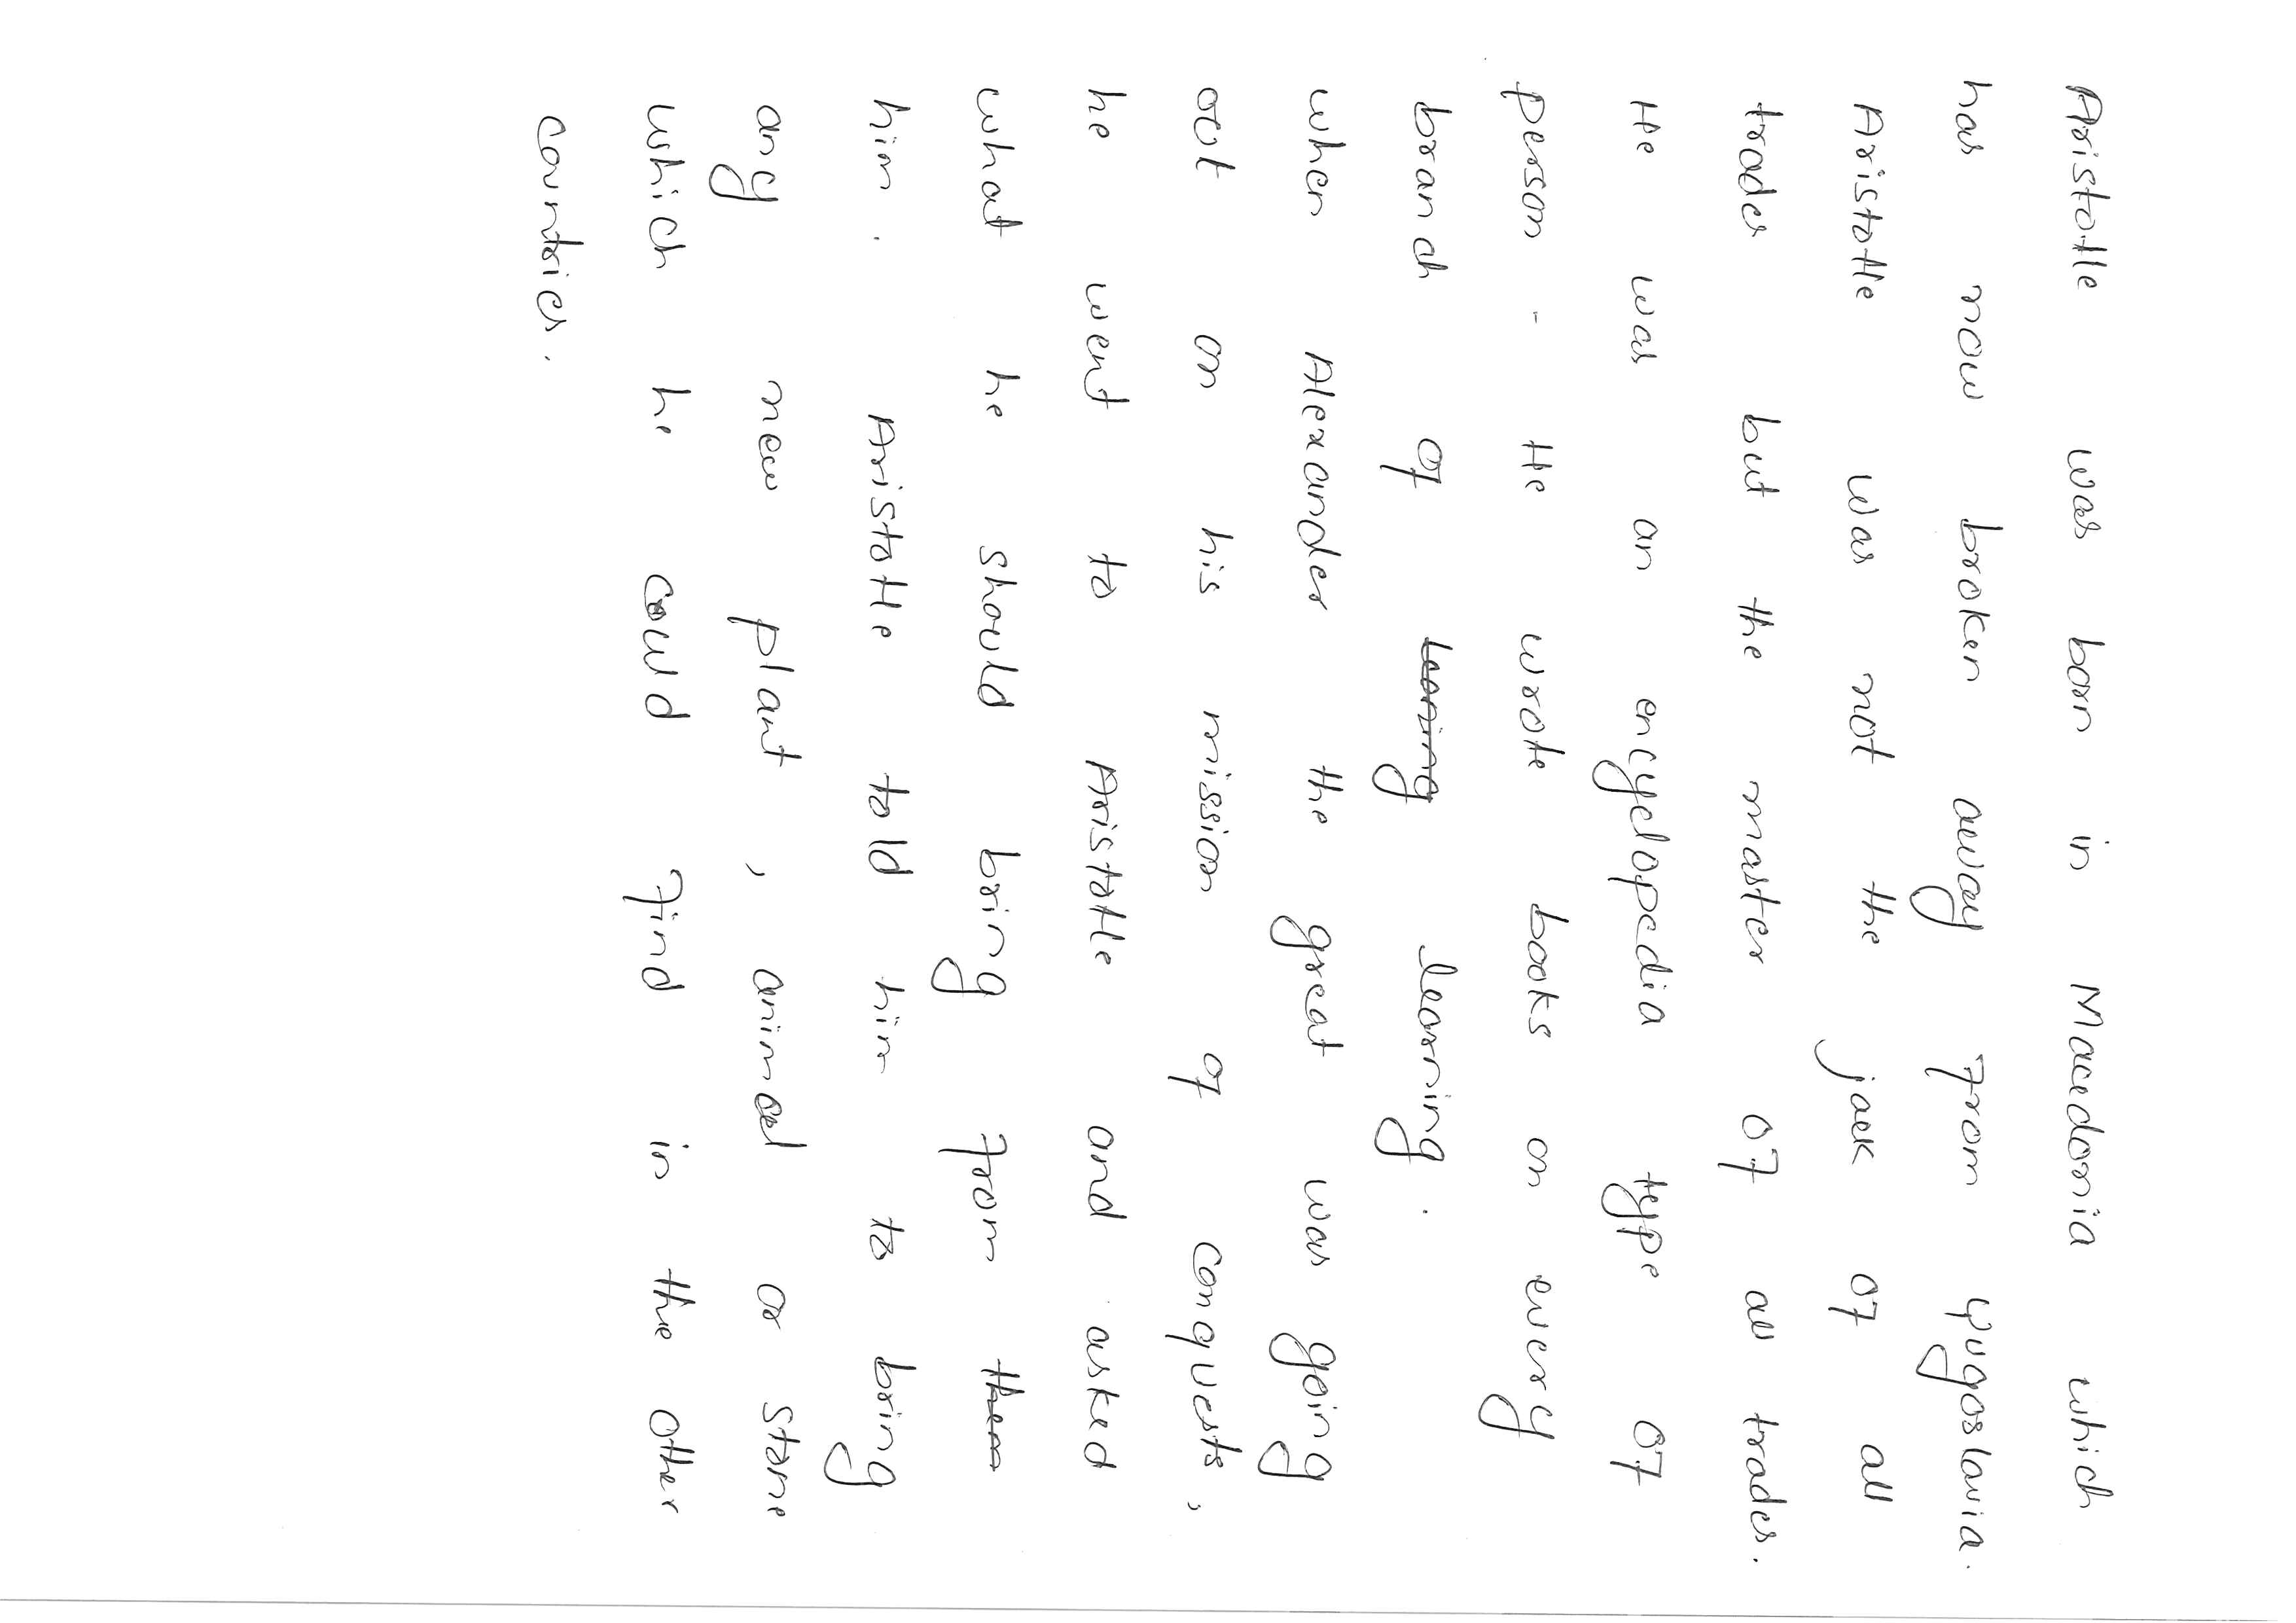 Aristotle was born in Macedonia which
has now broken away from Yugoslavia.
Aristotle was not the jack of all
trades but the master of all trades.
He was an encyclopedia type of
person - He wrote books on every
branch of ~~leaning~~ learning.
when Alexander the great was going
out on his mission of conquests,
he went to Aristotle and asked
what he should bring from ~~them~~
him. Aristotle told him to bring
any new plant, animal or stone
which he could find in the other
countries.